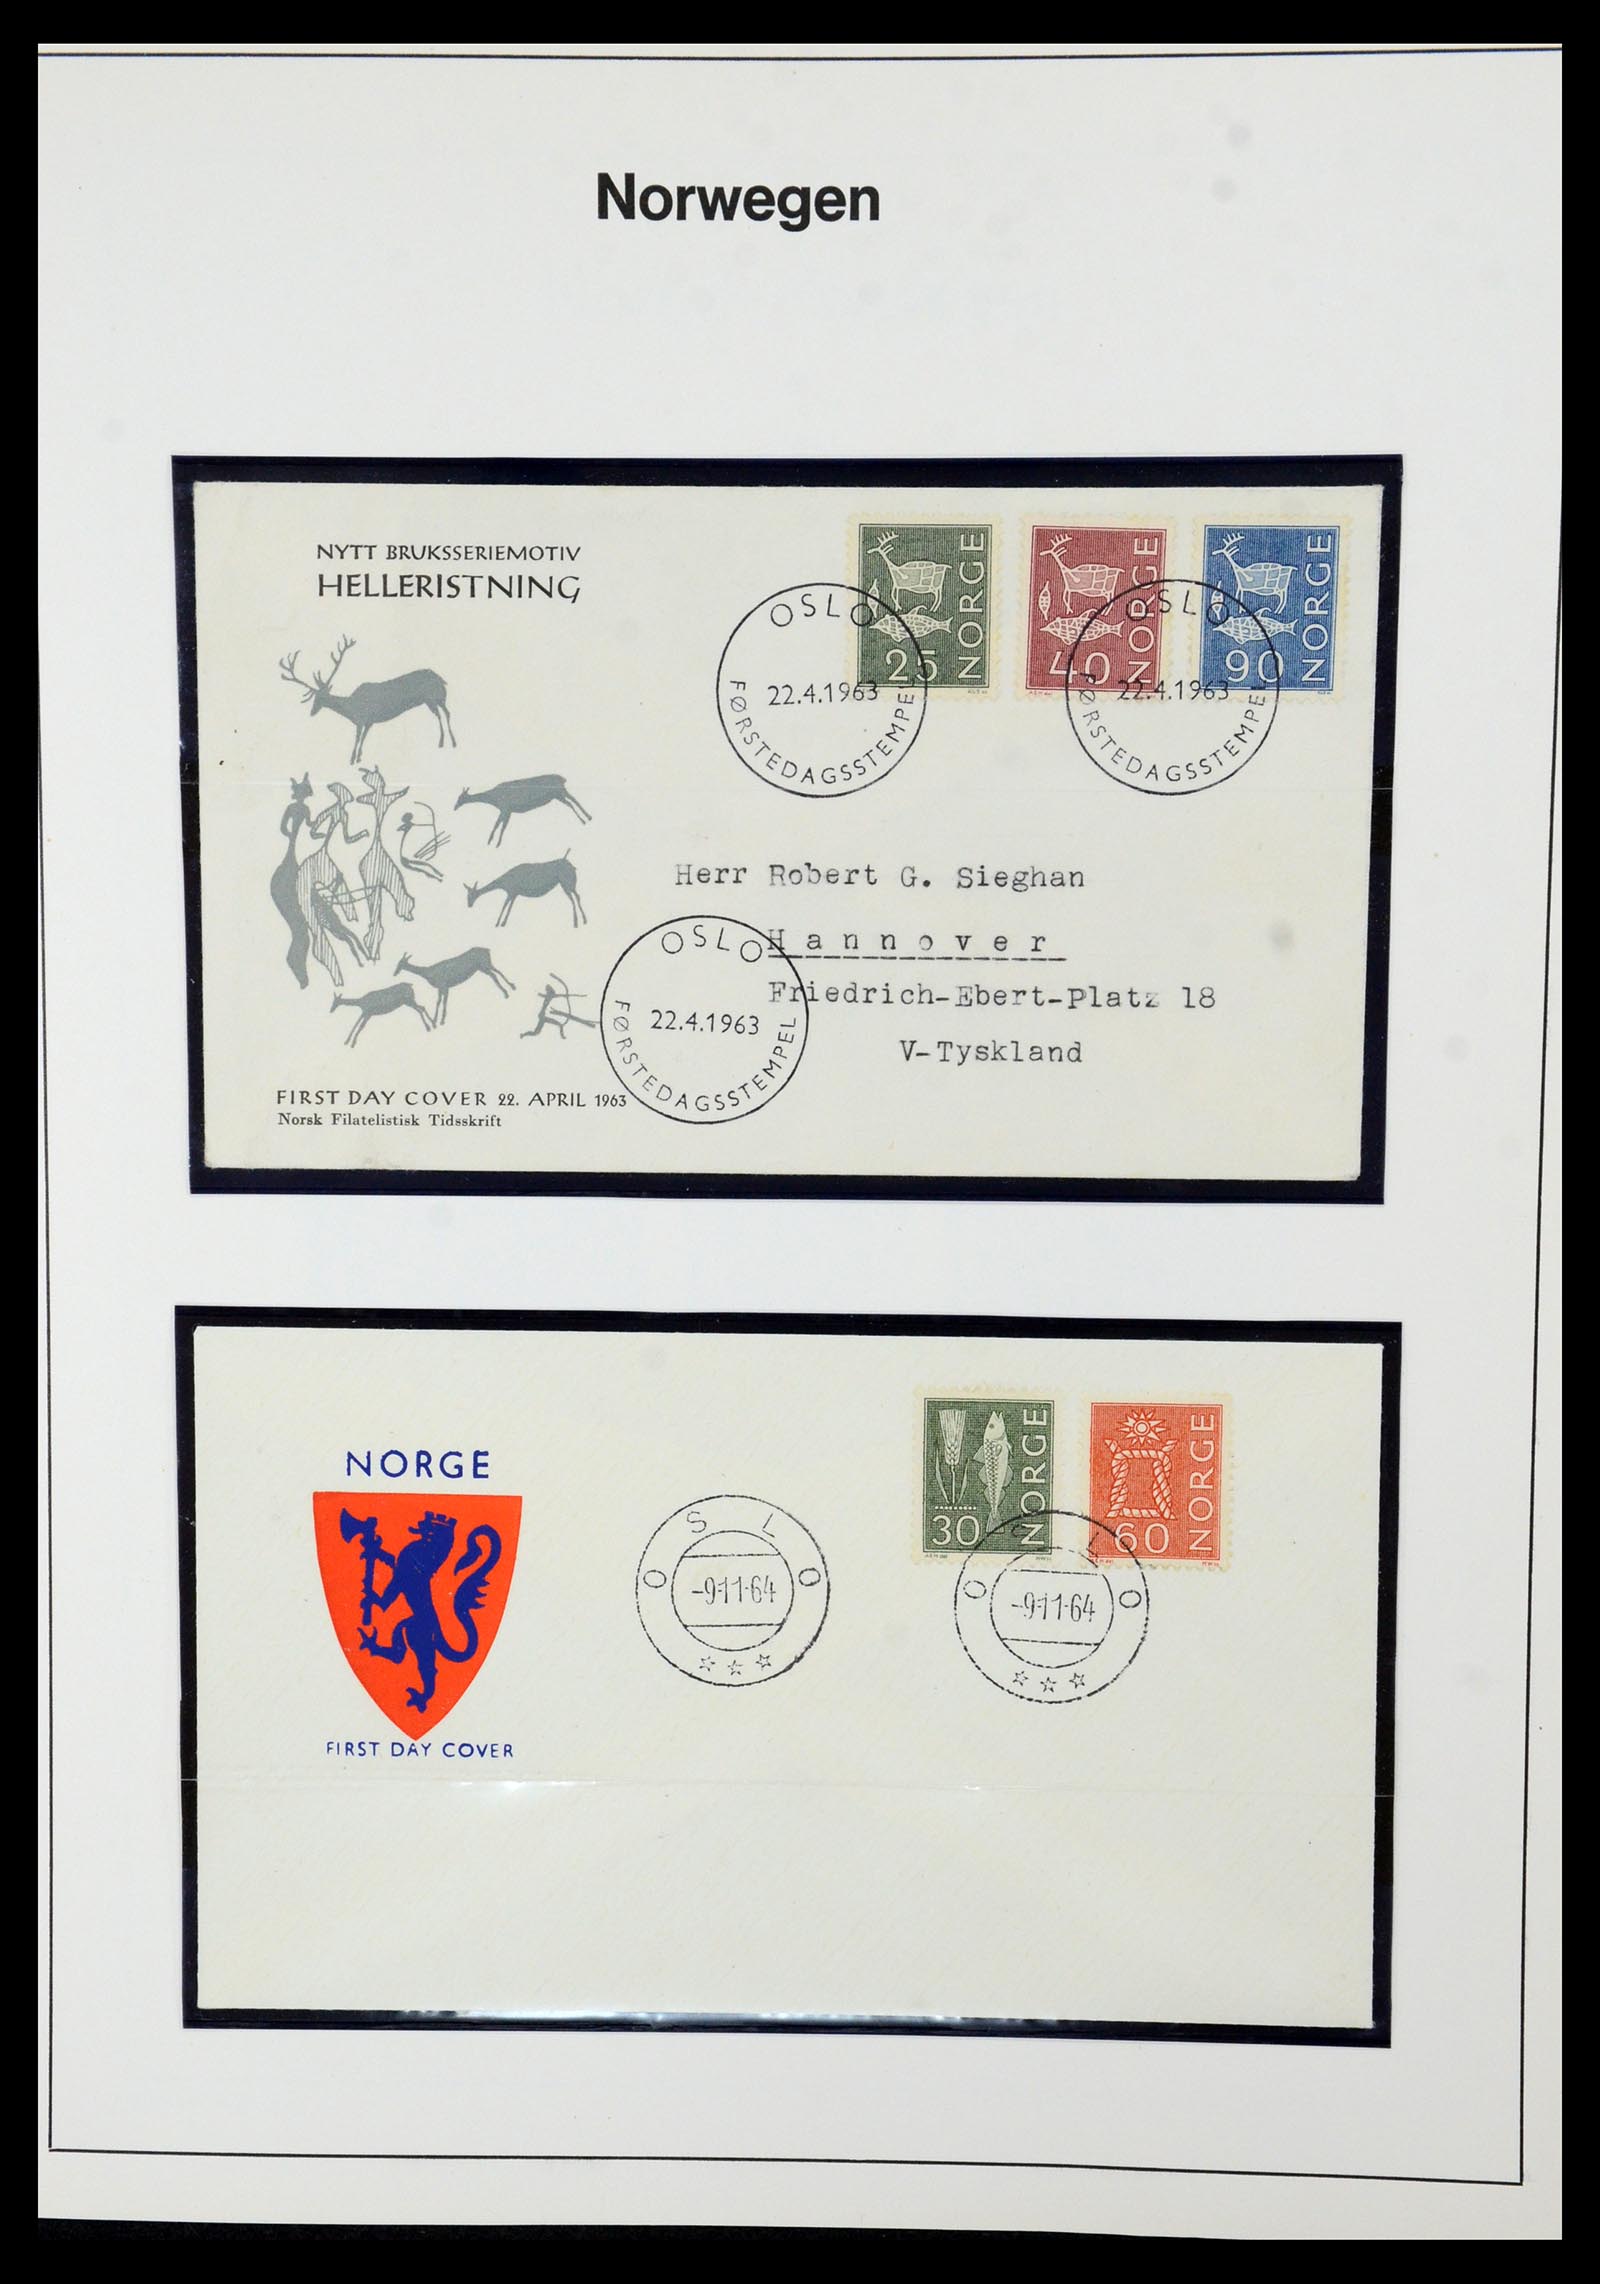 Norwegen
NYTT BRUKSSERIEMOTIV
HELLERISTNING
25 NORGE
40 NORGE
90 NORGE
OSLO
22.4.1963
FØRSTEDAGSSTEMPEL
OSLO
22.4.1963
FØRSTEDAGSSTEMPEL
Herr Robert G. Sieghan
Hannover
Friedrich-Ebert-Platz 18
V-Tyskland
OSLO
22.4.1963
FØRSTEDAGSSTEMPEL
FIRST DAY COVER 22. APRIL 1963
Norsk Filatelistisk Tidsskrift
NORGE
FIRST DAY COVER
30 NORGE
60 NORGE
OSLO
-9·11·64
OSLO
-9·11·64